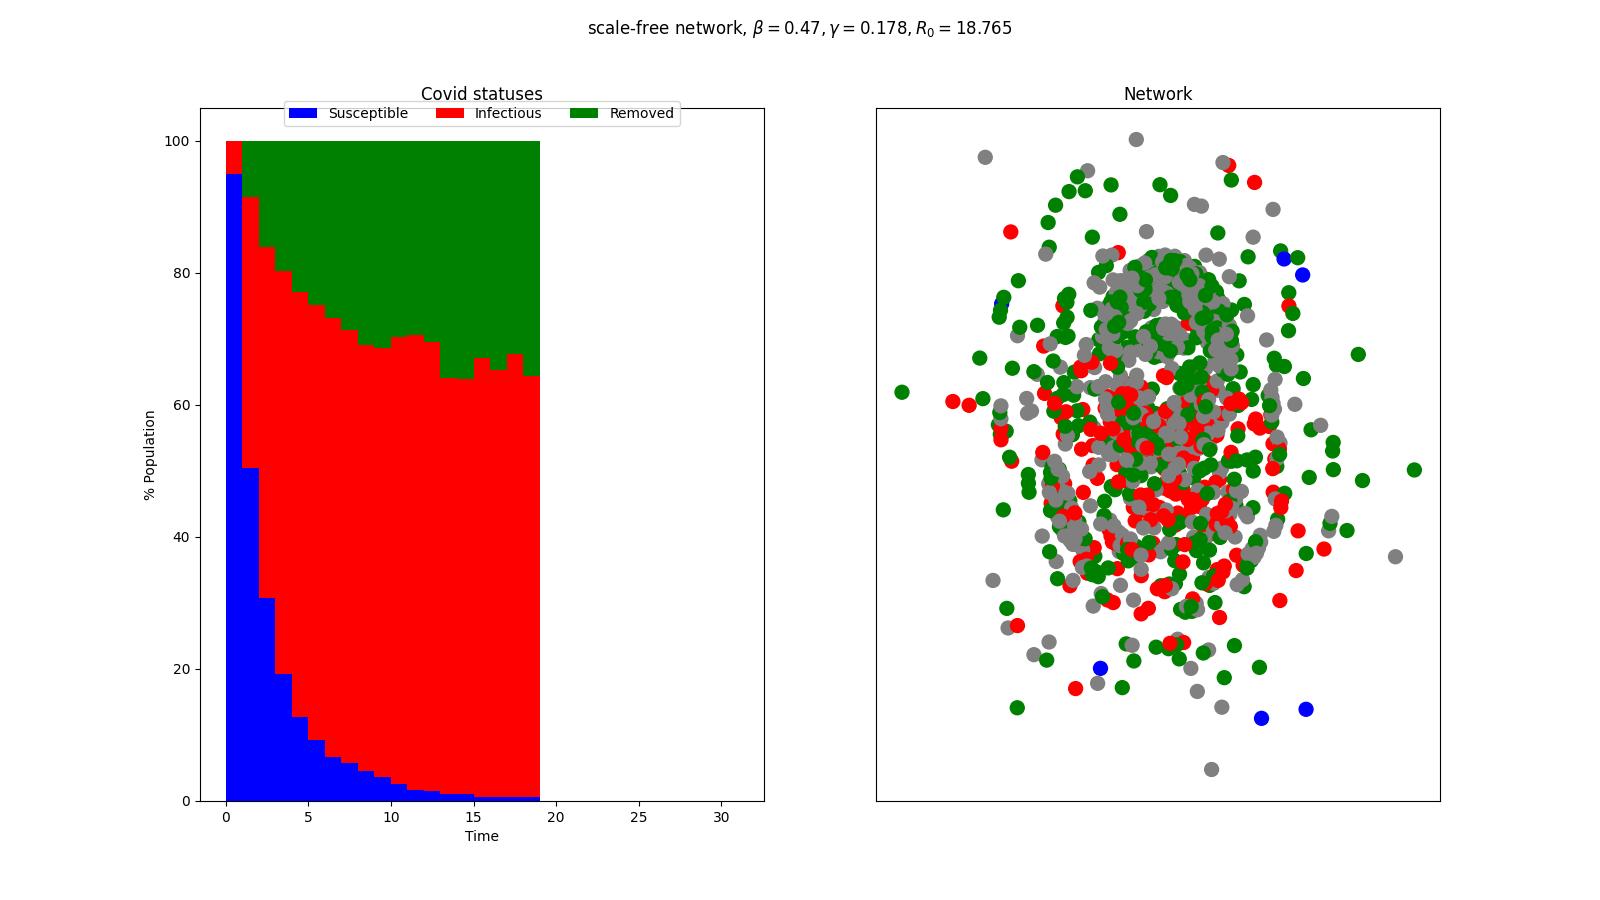 scale-free network, β = 0.47, γ = 0.178, R₀ = 18.765
Covid statuses
Susceptible Infectious Removed
100
80
60
40
20
0
% Population
0 5 10 15 20 25 30
Time
Network